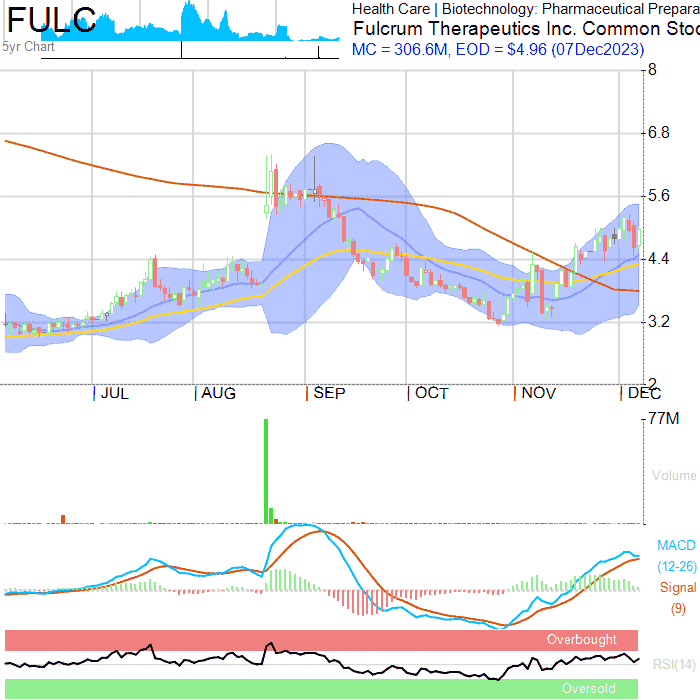 FULC
5yr Chart
Health Care | Biotechnology: Pharmaceutical Prepara
Fulcrum Therapeutics Inc. Common Stoc
MC = 306.6M, EOD = $4.96 (07Dec2023)
8
6.8
5.6
4.4
3.2
2
JUL
AUG
SEP
OCT
NOV
DEC
77M
Volume
MACD
(12-26)
Signal
(9)
Overbought
RSI(14)
Oversold